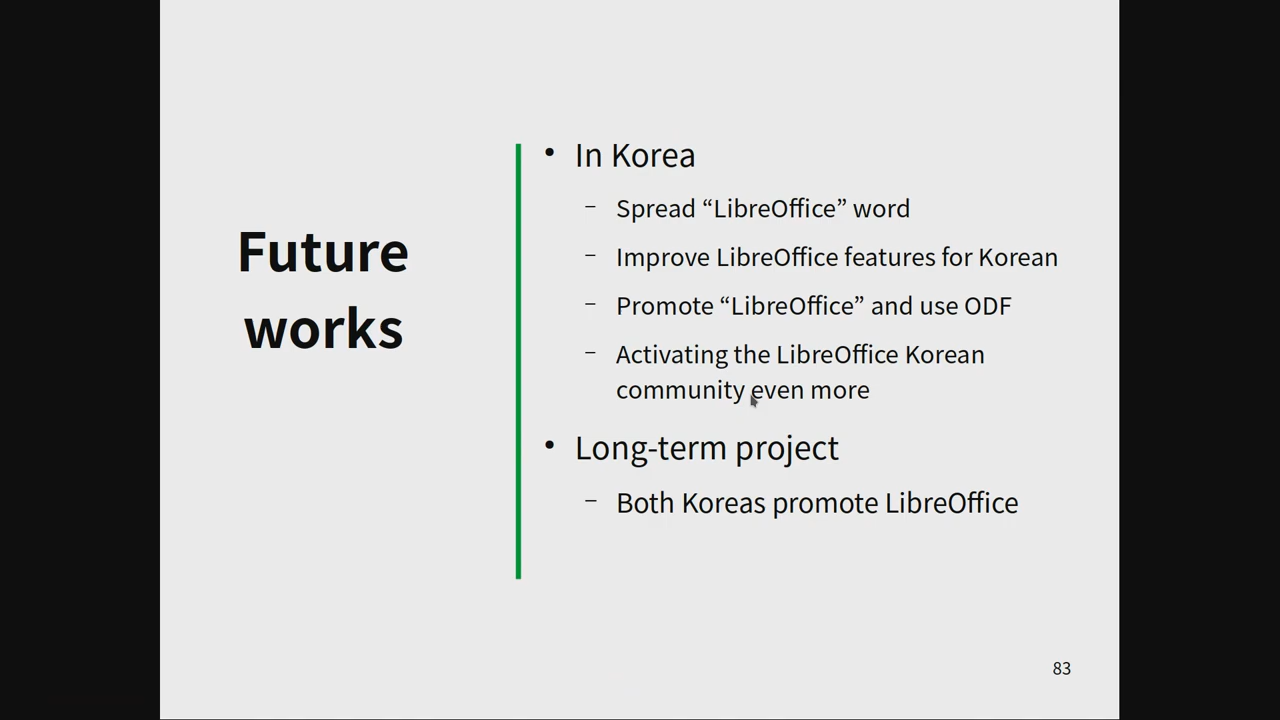 Future
works
• In Korea
– Spread “LibreOffice” word
– Improve LibreOffice features for Korean
– Promote “LibreOffice” and use ODF
– Activating the LibreOffice Korean
community even more
• Long-term project
– Both Koreas promote LibreOffice
83